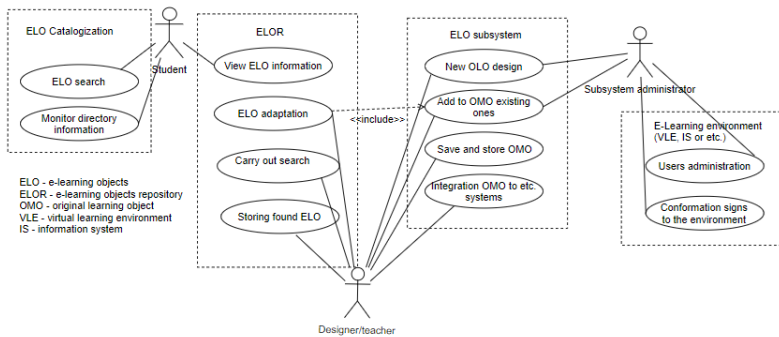 ELO Catalogization
ELO search
Monitor directory
information
Student
ELOR
View ELO information
ELO adaptation
Carry out search
Storing found ELO
<<include>>
ELO subsystem
New OLO design
Add to OMO existing
ones
Save and store OMO
Integration OMO to etc.
systems
Subsystem administrator
E-Learning environment
(VLE, IS or etc.)
Users administration
Conformation signs
to the environment
ELO - e-learning objects
ELOR - e-learning objects repository
OMO - original learning object
VLE - virtual learning environment
IS - information system
Designer/teacher